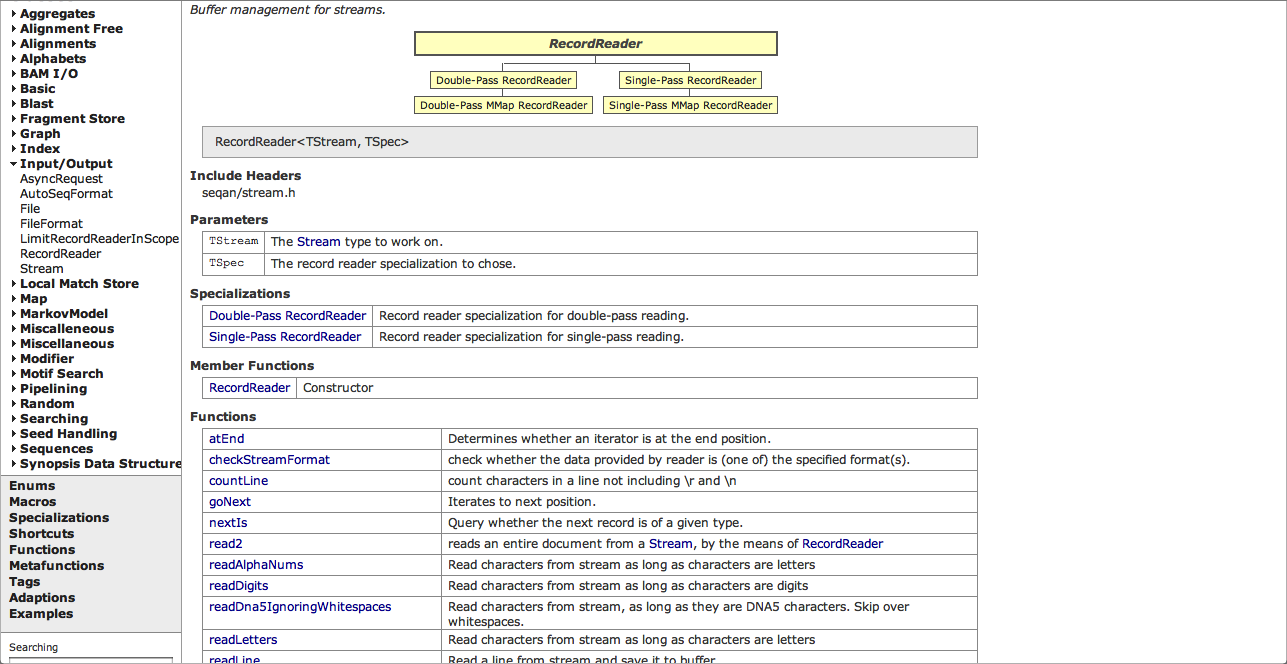 Aggregates
Alignment Free
Alignments
Alphabets
BAM I/O
Basic
Blast
Fragment Store
Graph
Index
Input/Output
AsyncRequest
AutoSeqFormat
File
FileFormat
LimitRecordReaderInScope
RecordReader
Stream
Local Match Store
Map
MarkovModel
Miscalleneous
Miscellaneous
Modifier
Motif Search
Pipelining
Random
Searching
Seed Handling
Sequences
Synopsis Data Structure
Enums
Macros
Specializations
Shortcuts
Functions
Metafunctions
Tags
Adaptions
Examples
Searching
Buffer management for streams.
RecordReader
Double-Pass RecordReader Single-Pass RecordReader
Double-Pass MMap RecordReader Single-Pass MMap RecordReader
RecordReader<TStream, TSpec>
Include Headers
seqan/stream.h
Parameters
TStream The Stream type to work on.
TSpec The record reader specialization to chose.
Specializations
Double-Pass RecordReader Record reader specialization for double-pass reading.
Single-Pass RecordReader Record reader specialization for single-pass reading.
Member Functions
RecordReader Constructor
Functions
atEnd Determines whether an iterator is at the end position.
checkStreamFormat check whether the data provided by reader is (one of) the specified format(s).
countLine count characters in a line not including \r and \n
goNext Iterates to next position.
nextIs Query whether the next record is of a given type.
read2 reads an entire document from a Stream, by the means of RecordReader
readAlphaNums Read characters from stream as long as characters are letters
readDigits Read characters from stream as long as characters are digits
readDna5IgnoringWhitespaces Read characters from stream, as long as they are DNA5 characters. Skip over
whitespaces.
readLetters Read characters from stream as long as characters are letters
readLine Read a line from stream and save it to buffer